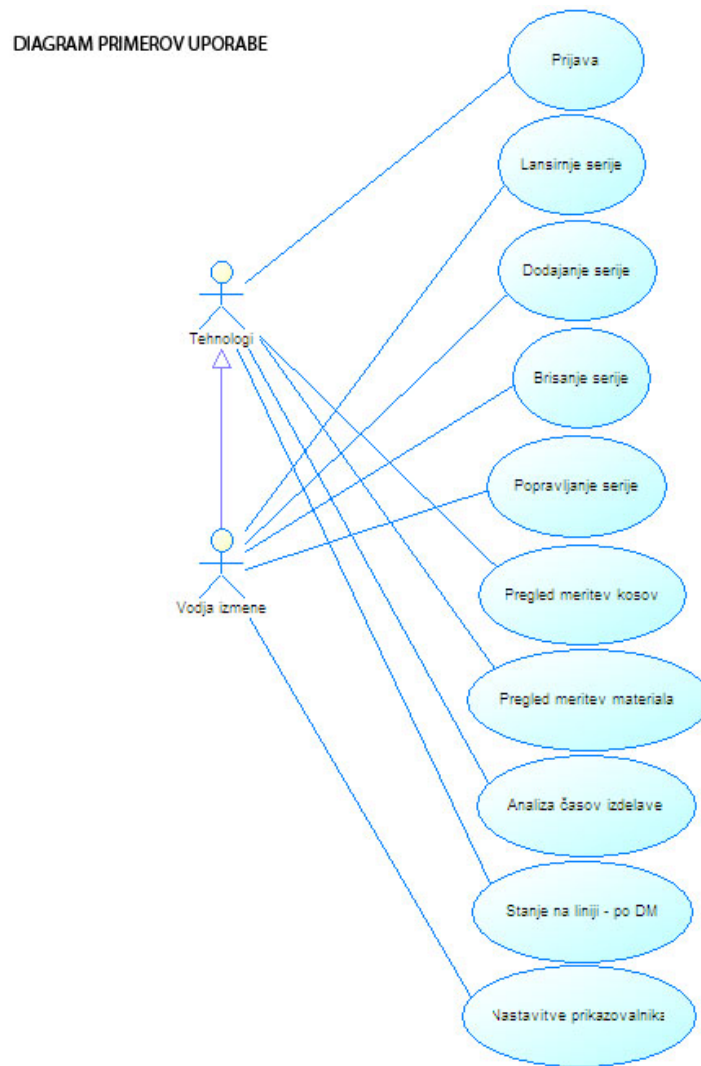 DIAGRAM PRIMEROV UPORABE
Prijava
Lansirnje serije
Dodajanje serije
Tehnologi
Brisanje serije
Popravljanje serije
Vodja izmene
Pregled meritev kosov
Pregled meritev materiala
Analiza časov izdelave
Stanje na liniji - po DM
Nastavitve prikazovalnika